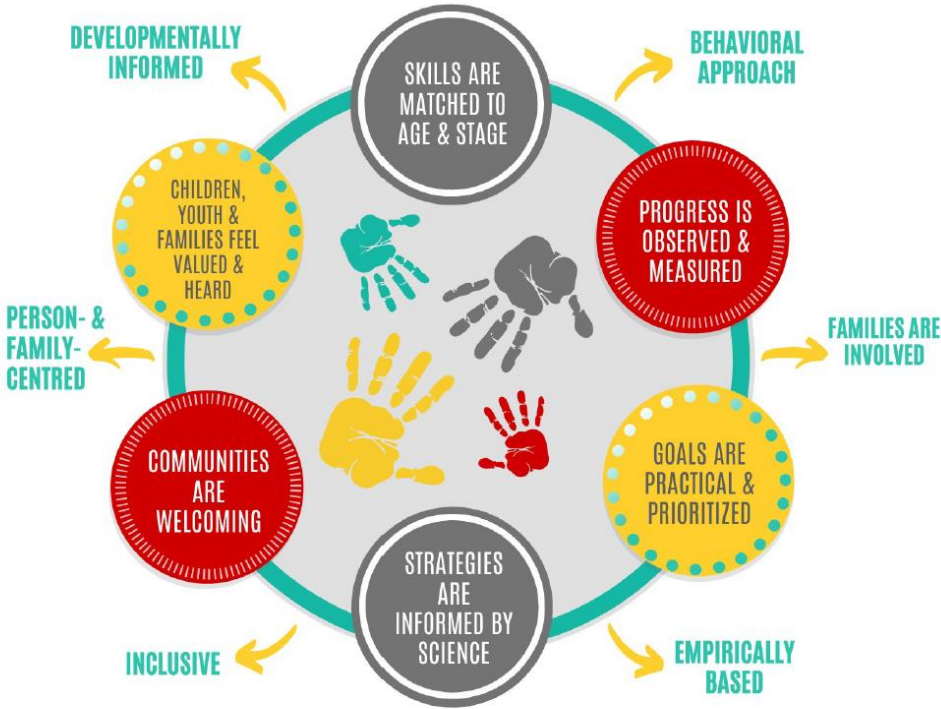 DEVELOPMENTALLY
INFORMED
SKILLS ARE
MATCHED TO
AGE & STAGE
BEHAVIORAL
APPROACH
CHILDREN,
YOUTH &
FAMILIES FEEL
VALUED &
HEARD
PROGRESS IS
OBSERVED &
MEASURED
PERSON- &
FAMILY-
CENTRED
FAMILIES ARE
INVOLVED
COMMUNITIES
ARE
WELCOMING
GOALS ARE
PRACTICAL &
PRIORITIZED
STRATEGIES
ARE
INFORMED BY
SCIENCE
INCLUSIVE
EMPIRICALLY
BASED